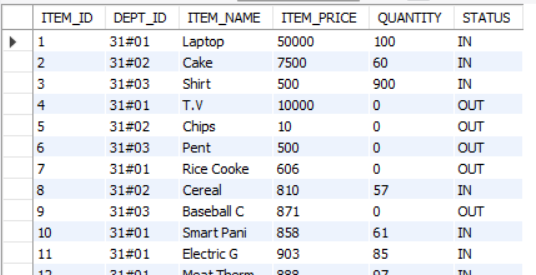 ITEM_ID DEPT_ID ITEM_NAME ITEM_PRICE QUANTITY STATUS
1 31#01 Laptop 50000 100 IN
2 31#02 Cake 7500 60 IN
3 31#03 Shirt 500 900 IN
4 31#01 T.V 10000 0 OUT
5 31#02 Chips 10 0 OUT
6 31#03 Pent 500 0 OUT
7 31#01 Rice Cooke 606 0 OUT
8 31#02 Cereal 810 57 IN
9 31#03 Baseball C 871 0 OUT
10 31#01 Smart Pani 858 61 IN
11 31#01 Electric G 903 85 IN
12 31#01 Meat Therm 888 97 IN